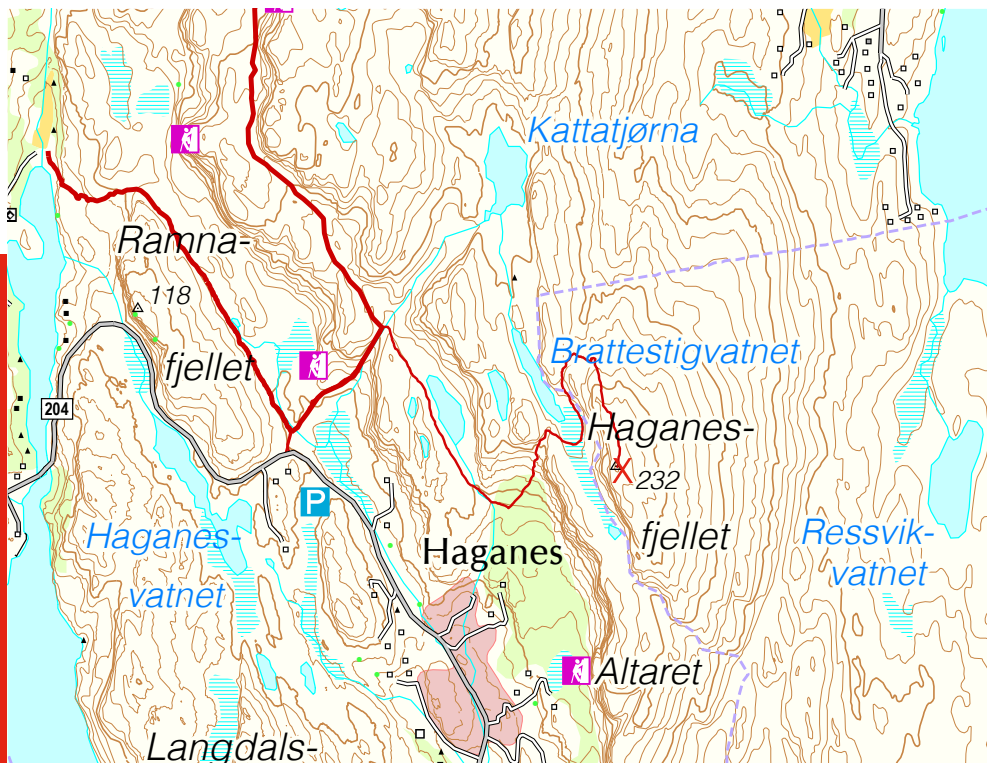 Kattatjørna
Ramna-
118
fjellet
Brattestigvatnet
204
Haganes-
232
fjellet
P
Haganes-
vatnet
Haganes
Ressvik-
vatnet
Altaret
Langdals-